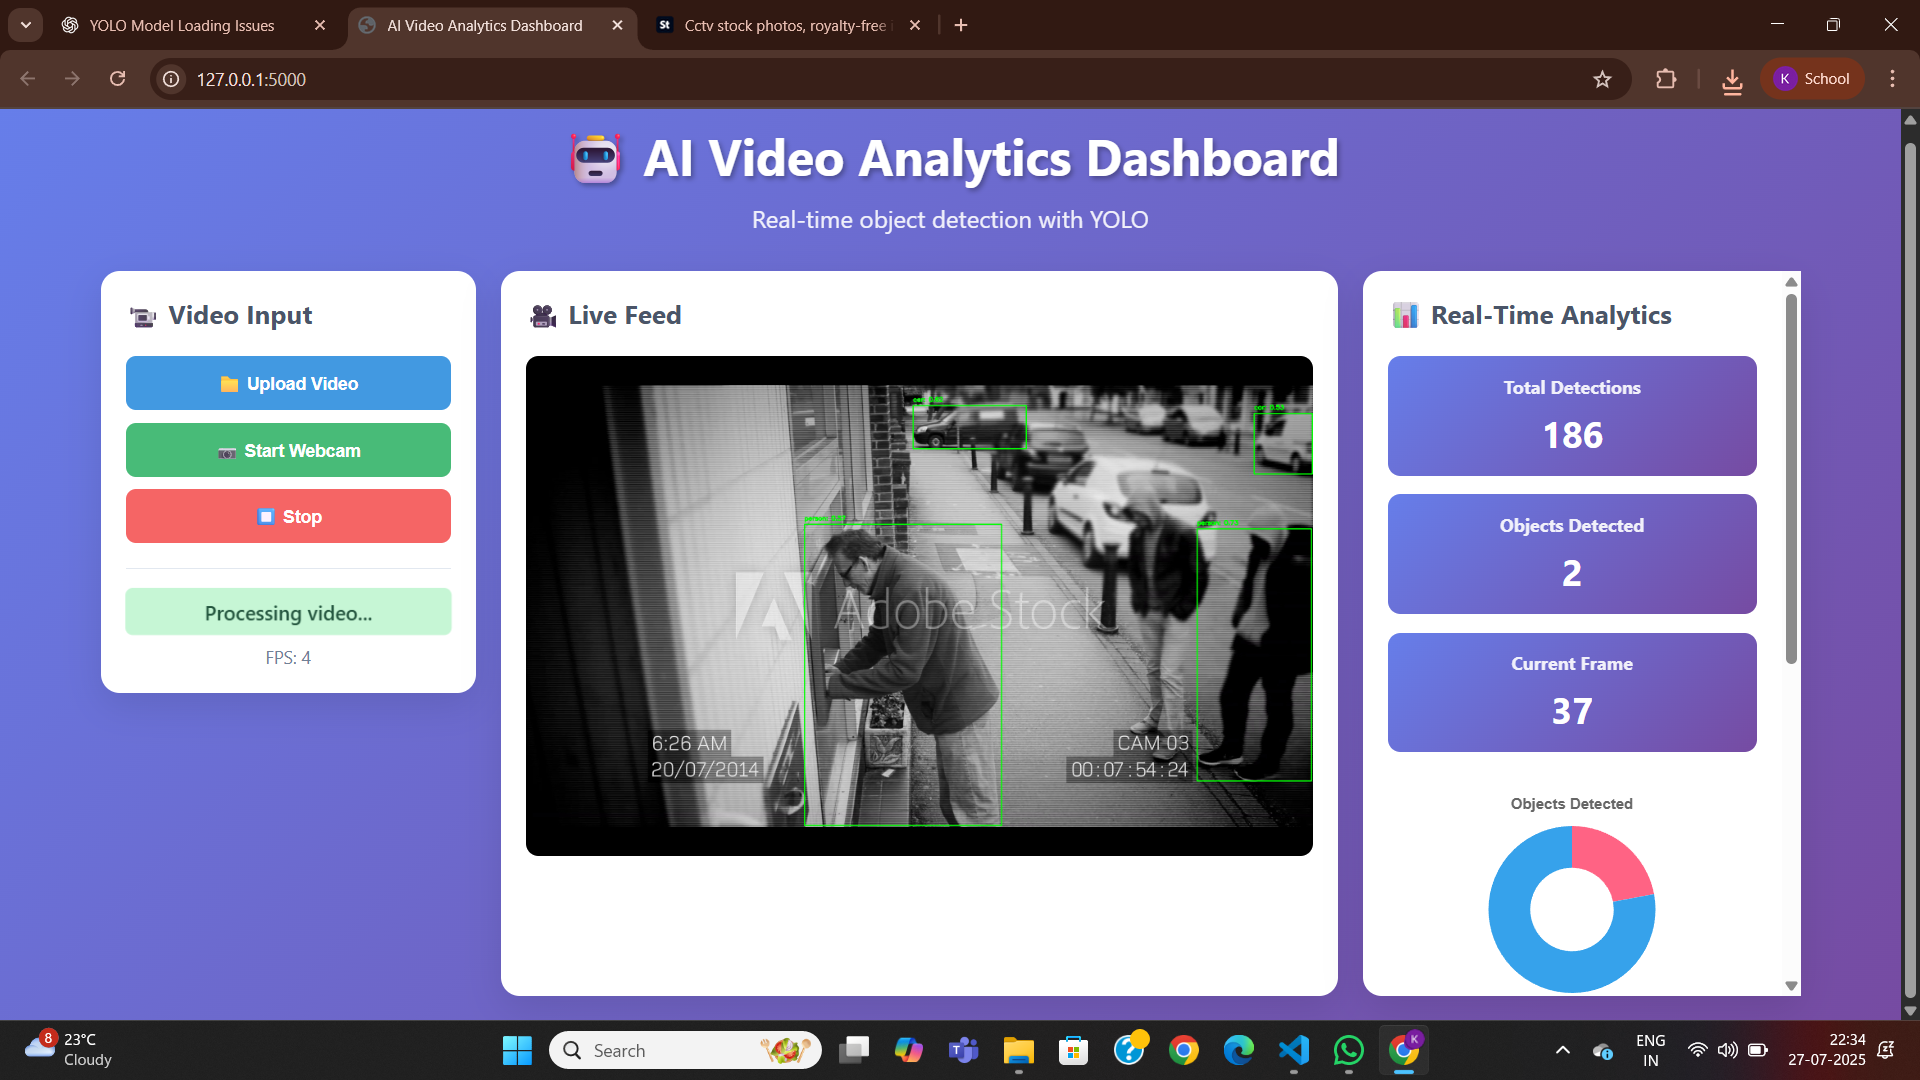 YOLO Model Loading Issues
AI Video Analytics Dashboard
Cctv stock photos, royalty-free
127.0.0.1:5000
K School
AI Video Analytics Dashboard
Real-time object detection with YOLO
Video Input
Upload Video
Start Webcam
Stop
Processing video...
FPS: 4
Live Feed
Adobe Stock
6:26 AM
20/07/2014
CAM 03
00:07:54:24
Real-Time Analytics
Total Detections
186
Objects Detected
2
Current Frame
37
Objects Detected
8
23°C
Cloudy
Search
ENG
IN
22:34
27-07-2025